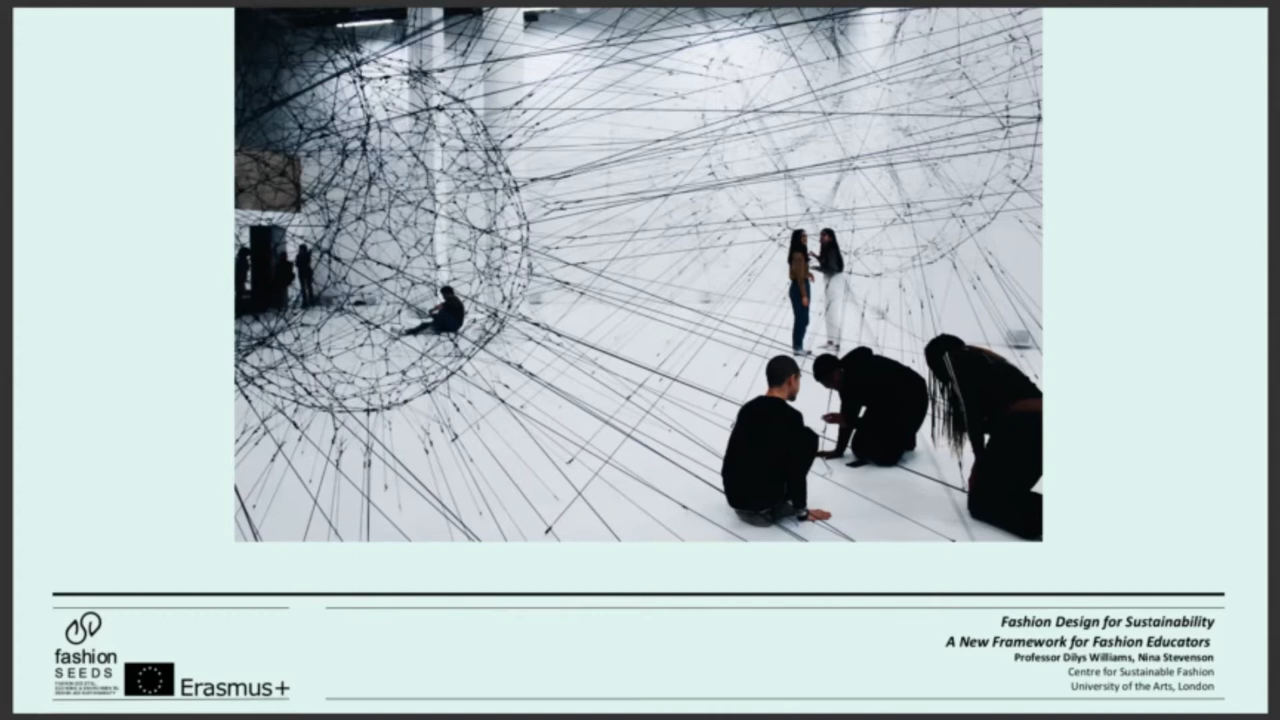 fashion
SEEDS
Erasmus+
Fashion Design for Sustainability
A New Framework for Fashion Educators
Professor Dilys Williams, Nina Stevenson
Centre for Sustainable Fashion
University of the Arts, London